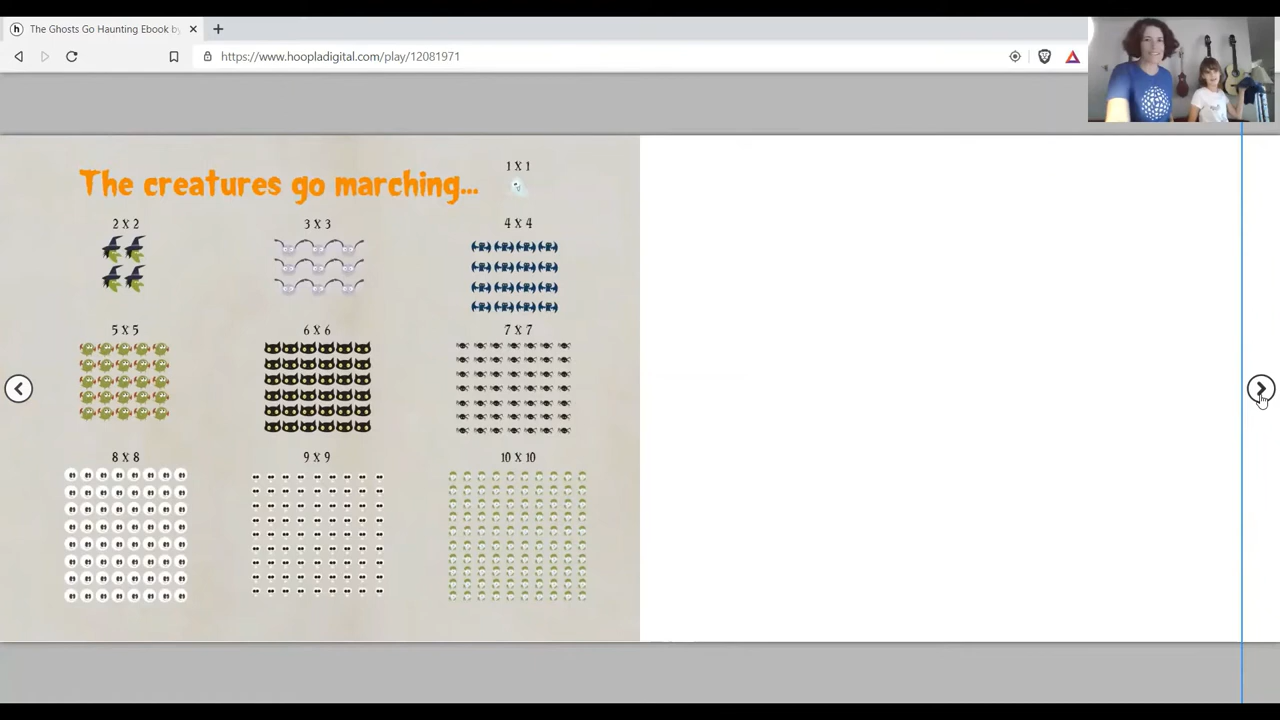 The Ghosts Go Haunting Ebook by
https://www.hoopladigital.com/play/12081971
The creatures go marching...
1 X 1
2 X 2
3 X 3
4 X 4
5 X 5
6 X 6
7 X 7
8 X 8
9 X 9
10 X 10